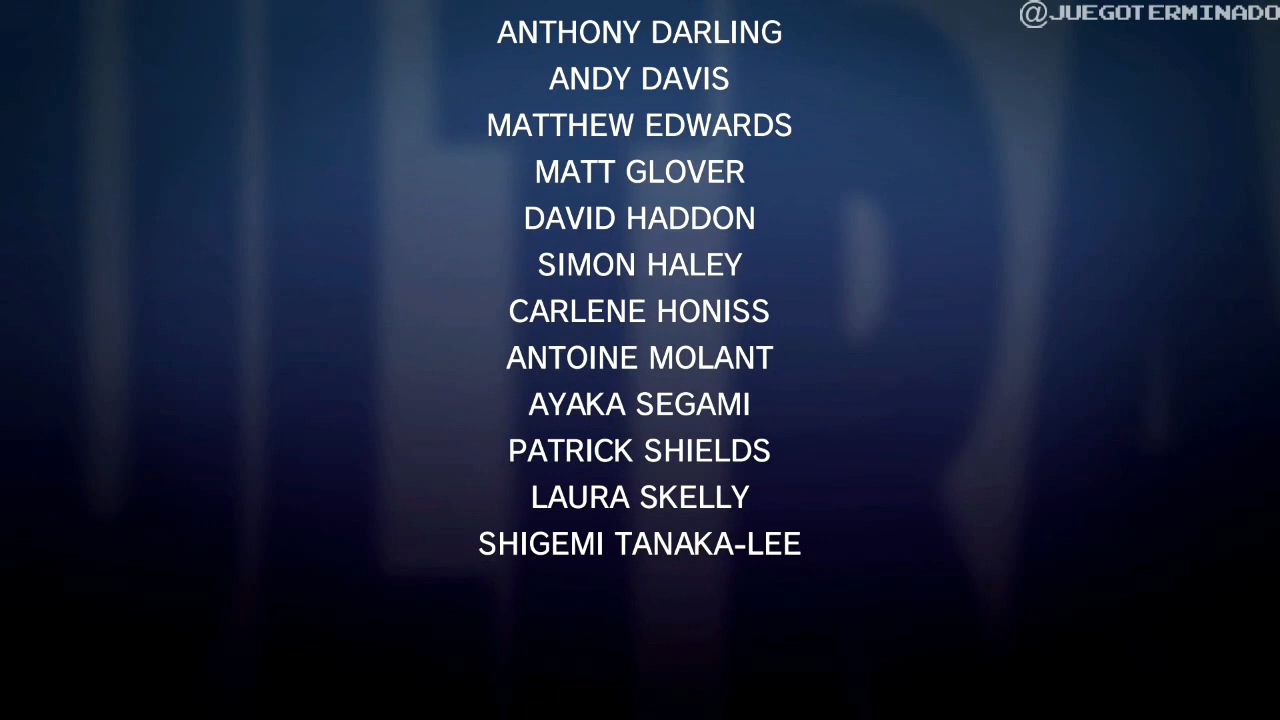 @JUEGOTERMINADO
ANTHONY DARLING
ANDY DAVIS
MATTHEW EDWARDS
MATT GLOVER
DAVID HADDON
SIMON HALEY
CARLENE HONISS
ANTOINE MOLANT
AYAKA SEGAMI
PATRICK SHIELDS
LAURA SKELLY
SHIGEMI TANAKA-LEE